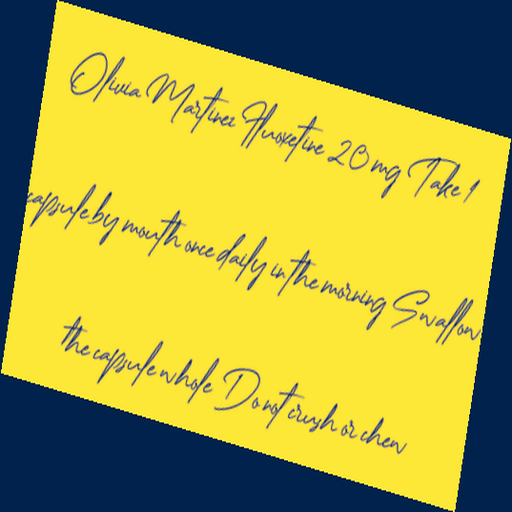 Olivia Martinez Fluoxetine 20 mg Take 1
capsule by mouth once daily in the morning Swallow
the capsule whole Do not crush or chew